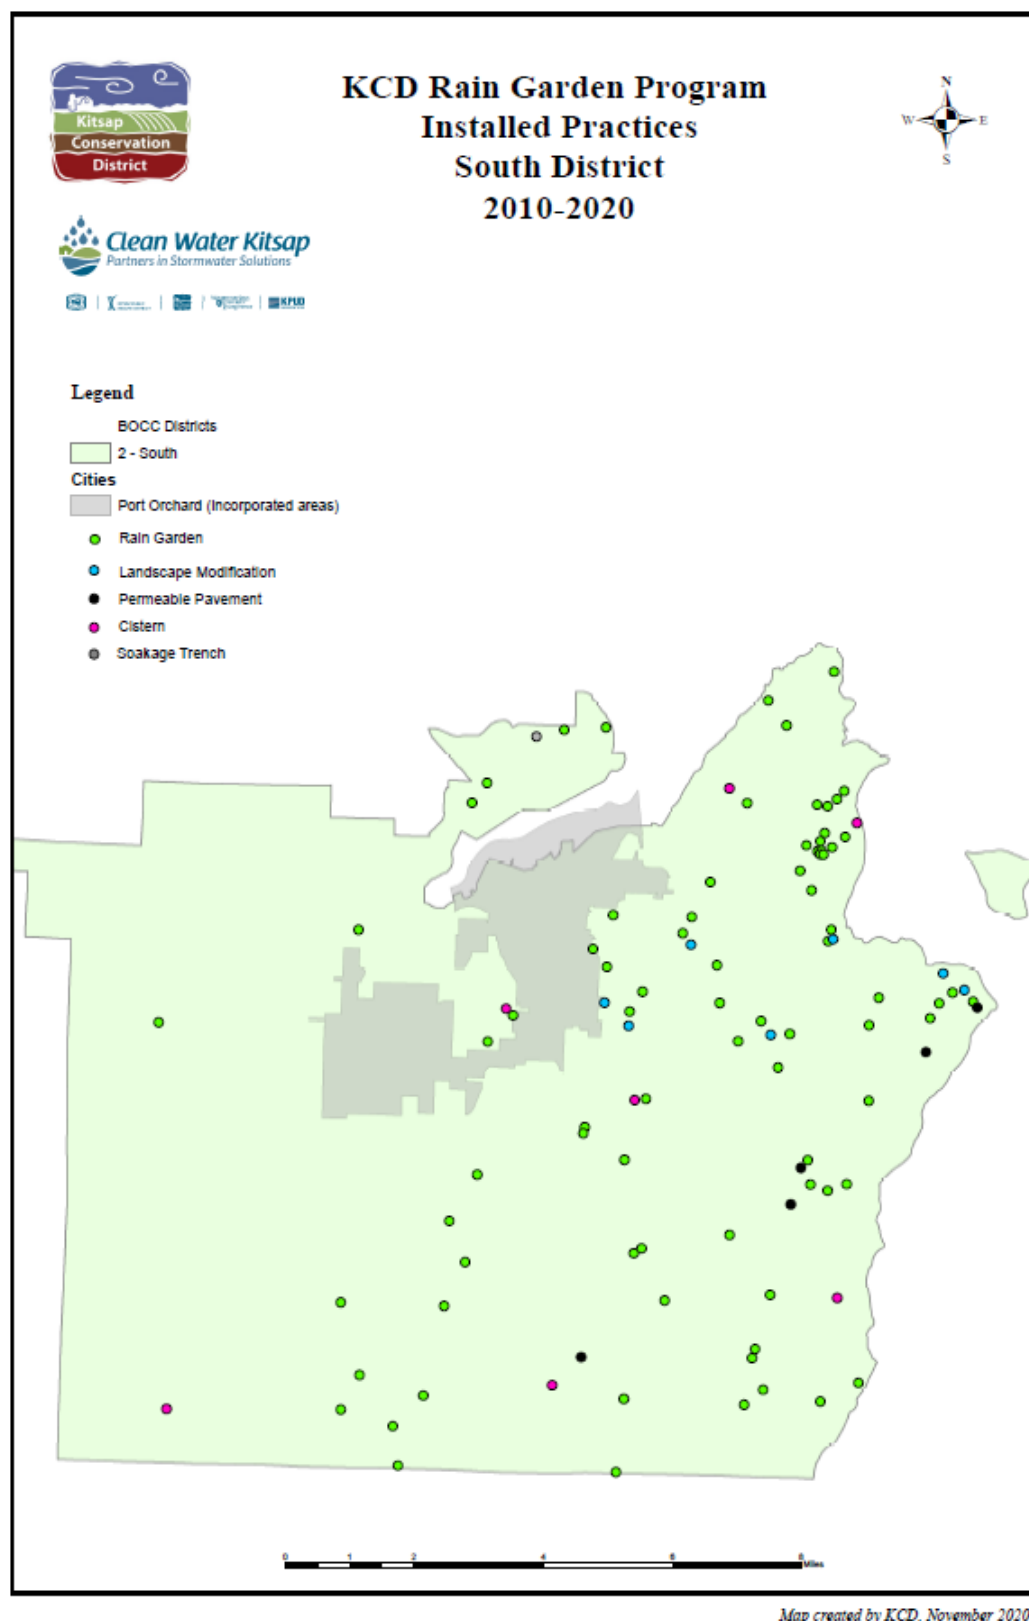 KCD Rain Garden Program
Installed Practices
South District
2010-2020
N
W
E
S
Kitsap
Conservation
District
Clean Water Kitsap
Partners in Stormwater Solutions
KPUD
Legend
BOCC Districts
2 - South
Cities
Port Orchard (Incorporated areas)
Rain Garden
Landscape Modification
Permeable Pavement
Cistern
Soakage Trench
0 1 2 4 6 8
Miles
Map created by KCD, November 2020